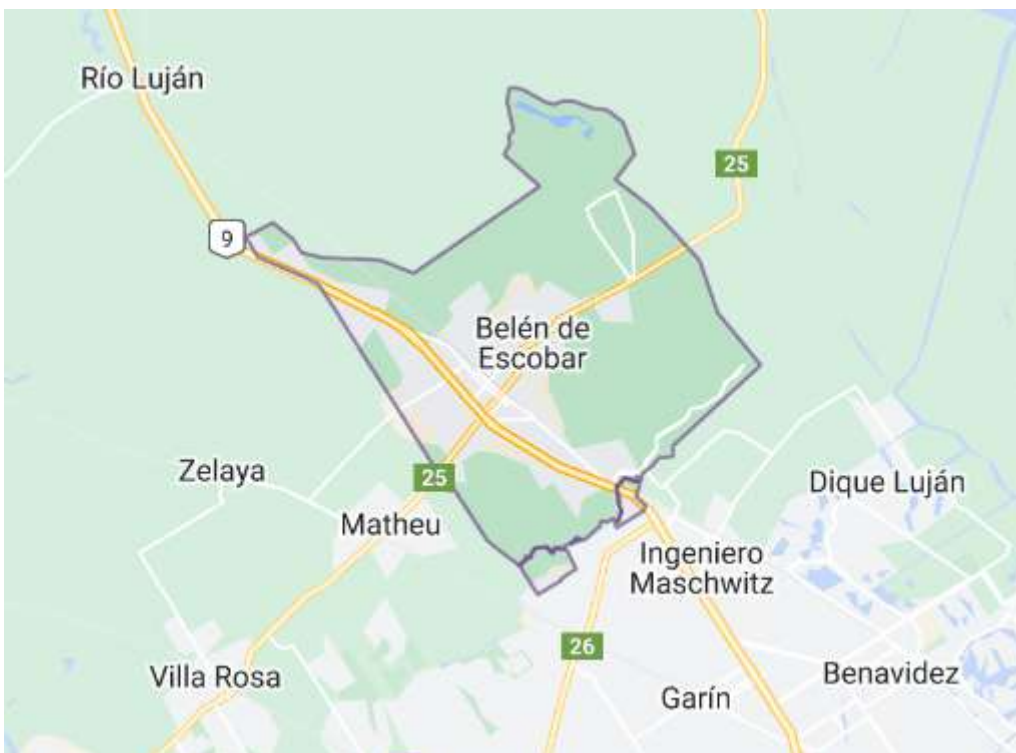 Río Luján
25
9
Belén de
Escobar
Zelaya
25
Dique Luján
Matheu
Ingeniero
Maschwitz
26
Villa Rosa
Benavidez
Garín